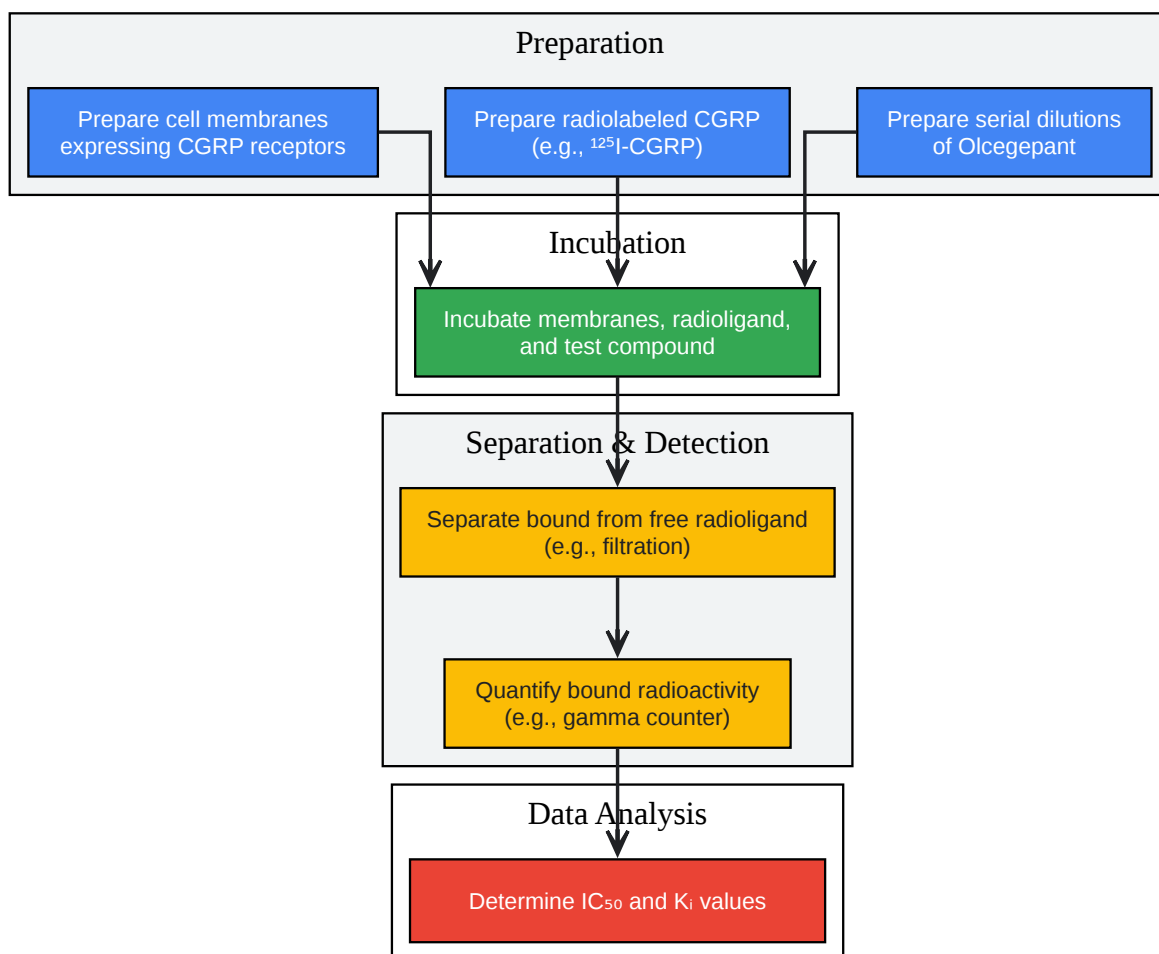 Preparation
Prepare cell membranes
expressing CGRP receptors
Prepare radiolabeled CGRP
(e.g., ¹²⁵I-CGRP)
Prepare serial dilutions
of Olcegepant
Incubation
Incubate membranes, radioligand,
and test compound
Separation & Detection
Separate bound from free radioligand
(e.g., filtration)
Quantify bound radioactivity
(e.g., gamma counter)
Data Analysis
Determine IC₅₀ and Kᵢ values